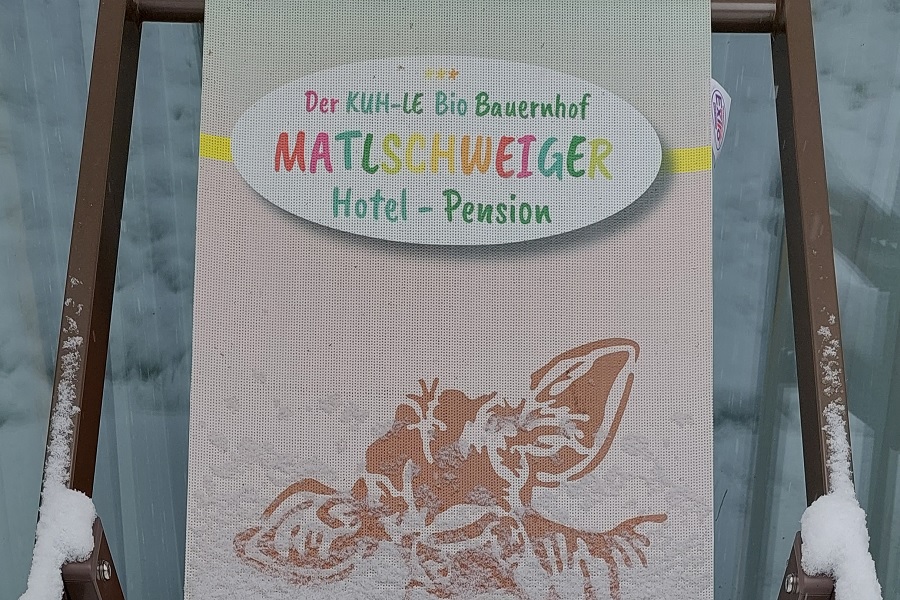 Der KUH-LE Bio Bauernhof
MATLSCHWEIGER
Hotel - Pension